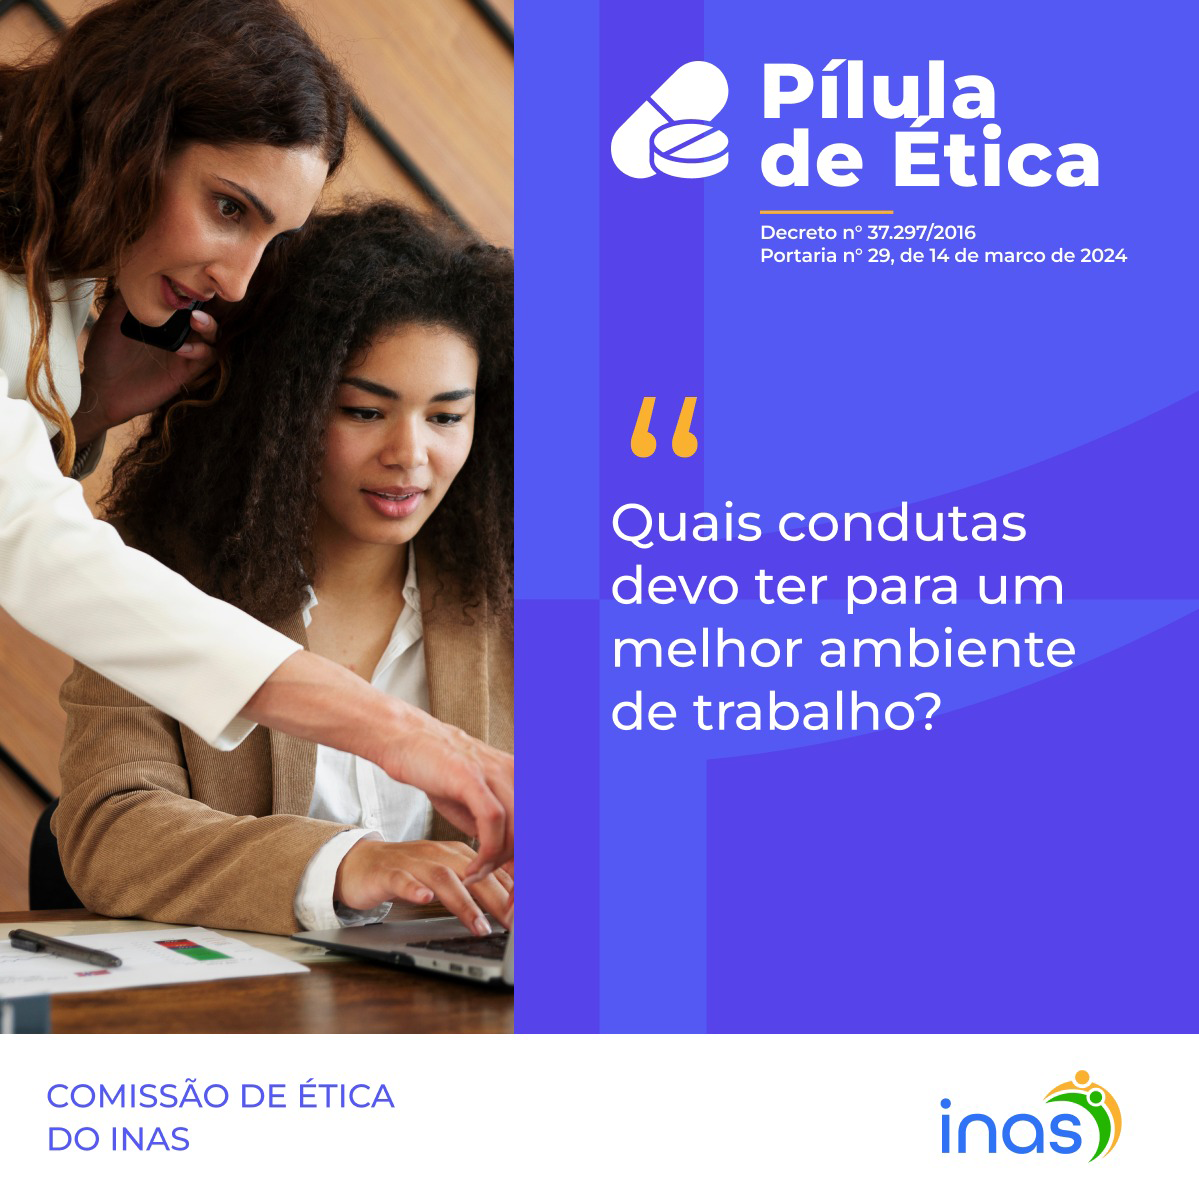 Pílula
de Ética
Decreto nº 37.297/2016
Portaria nº 29, de 14 de marco de 2024
“
Quais condutas
devo ter para um
melhor ambiente
de trabalho?
COMISSÃO DE ÉTICA
DO INAS
inas